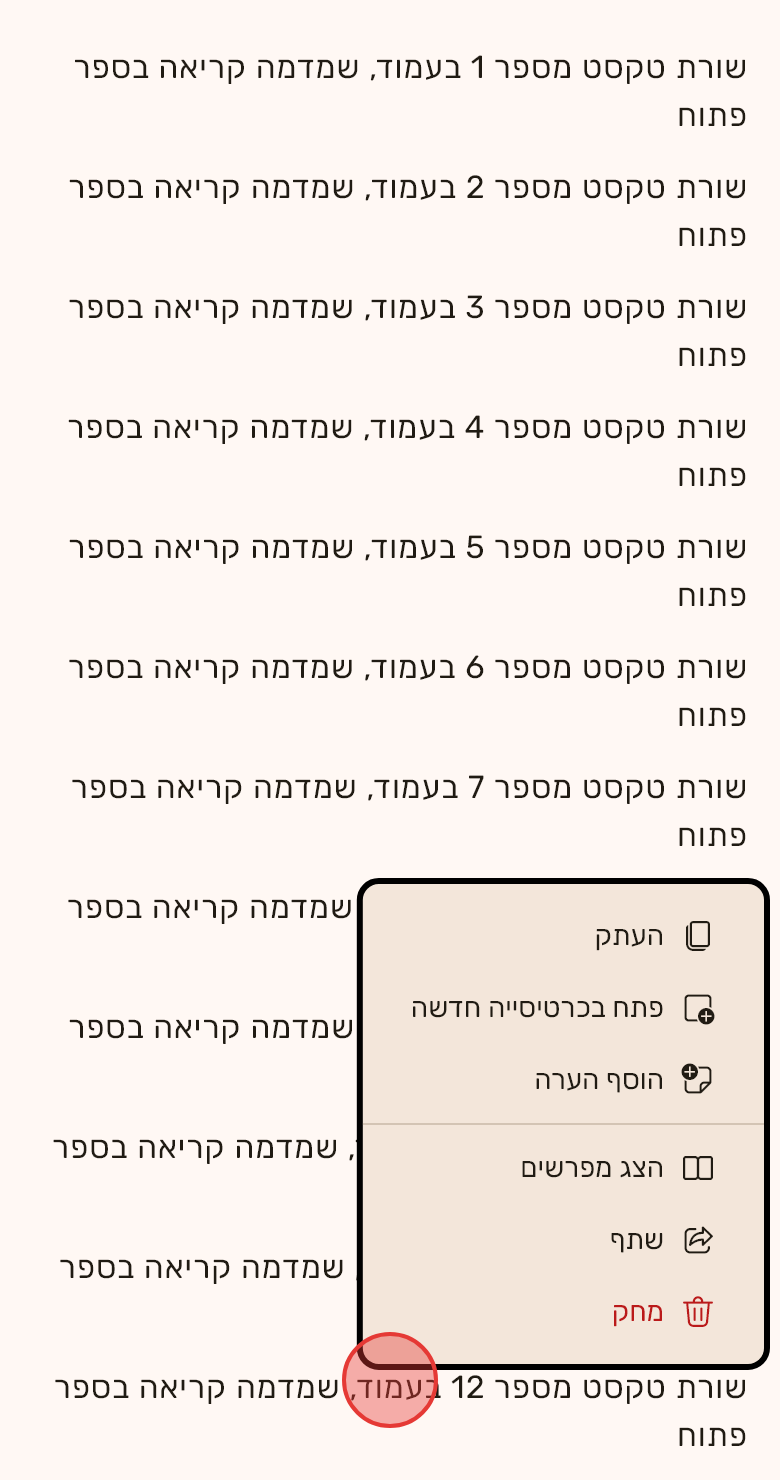 שורת טקסט מספר 1 בעמוד, שמדמה קריאה בספר
פתוח
שורת טקסט מספר 2 בעמוד, שמדמה קריאה בספר
פתוח
שורת טקסט מספר 3 בעמוד, שמדמה קריאה בספר
פתוח
שורת טקסט מספר 4 בעמוד, שמדמה קריאה בספר
פתוח
שורת טקסט מספר 5 בעמוד, שמדמה קריאה בספר
פתוח
שורת טקסט מספר 6 בעמוד, שמדמה קריאה בספר
פתוח
שורת טקסט מספר 7 בעמוד, שמדמה קריאה בספר
פתוח
שמדמה קריאה בספר
העתק
פתח בכרטיסייה חדשה
שמדמה קריאה בספר
הוסף הערה
, שמדמה קריאה בספר
הצג מפרשים
שתף
, שמדמה קריאה בספר
מחק
שורת טקסט מספר 12 בעמוד, שמדמה קריאה בספר
פתוח